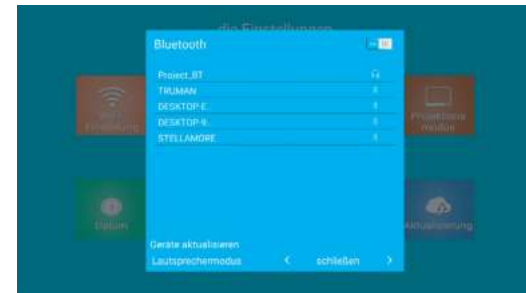 die Einstellungen
Bluetooth
Project_BT
TRUMAN
DESKTOP-E..
DESKTOP-9..
STELLAMORE
Projektions
modus
Datum
Aktualisierung
Geräte aktualisieren
Lautsprechermodus < schließen >